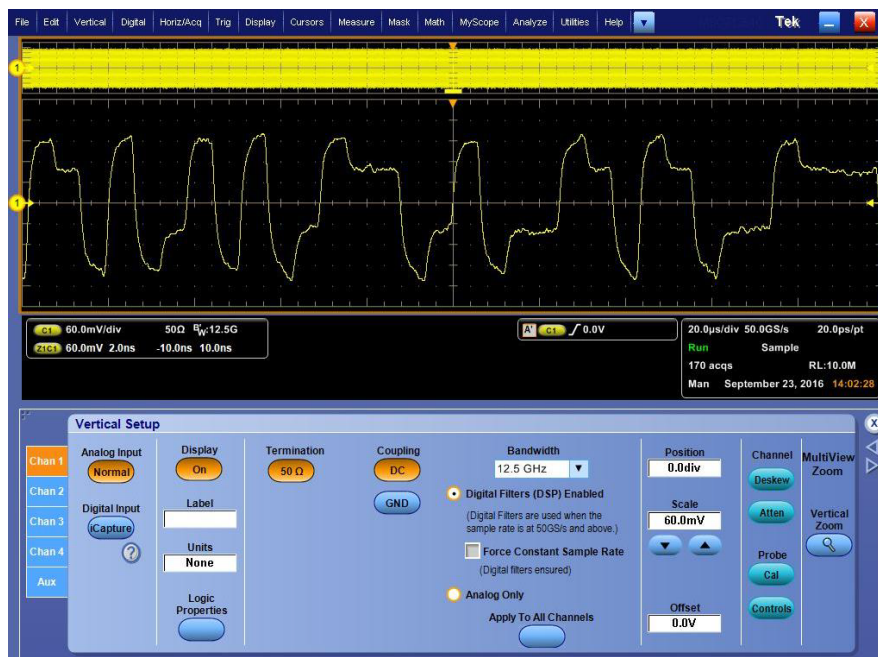 File Edit Vertical Digital Horiz/Acq Trig Display Cursors Measure Mask Math MyScope Analyze Utilities Help Tek X
1
1
C1 60.0mV/div 50Ω BW:12.5G
Z1C1 60.0mV 2.0ns -10.0ns 10.0ns
A' C1 0.0V
20.0µs/div 50.0GS/s 20.0ps/pt
Run Sample
170 acqs RL:10.0M
Man September 23, 2016 14:02:28
Vertical Setup
X
Chan 1
Chan 2
Chan 3
Chan 4
Aux
Analog Input
Normal
Digital Input
iCapture
?
Display
On
Label
Units
None
Logic
Properties
Termination
50 Ω
Coupling
DC
GND
Bandwidth
12.5 GHz
Digital Filters (DSP) Enabled
(Digital Filters are used when the
sample rate is at 50GS/s and above.)
Force Constant Sample Rate
(Digital filters ensured)
Analog Only
Apply To All Channels
Position
0.0div
Scale
60.0mV
Offset
0.0V
Channel
Deskew
Atten
Probe
Cal
Controls
MultiView
Zoom
Vertical
Zoom